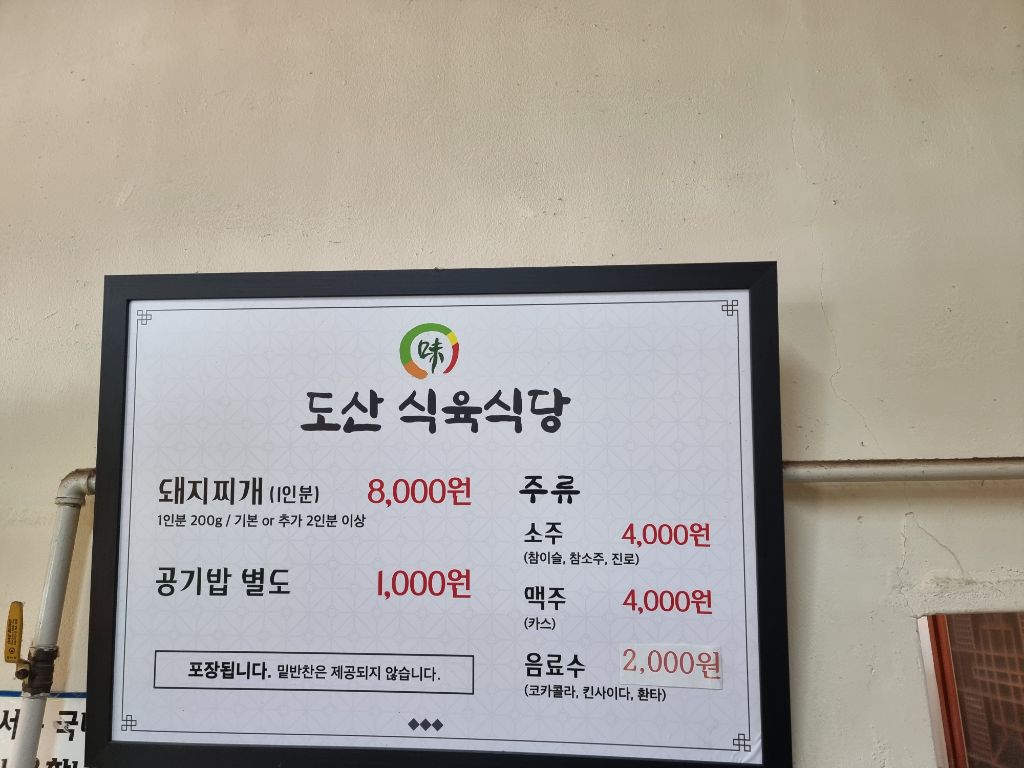 味
도산 식육식당
돼지찌개 (1인분) 8,000원
1인분 200g / 기본 or 추가 2인분 이상
공기밥 별도 1,000원
포장됩니다. 밑반찬은 제공되지 않습니다.
주류
소주 4,000원
(참이슬, 참소주, 진로)
맥주 4,000원
(카스)
음료수 2,000원
(코카콜라, 킨사이다, 환타)